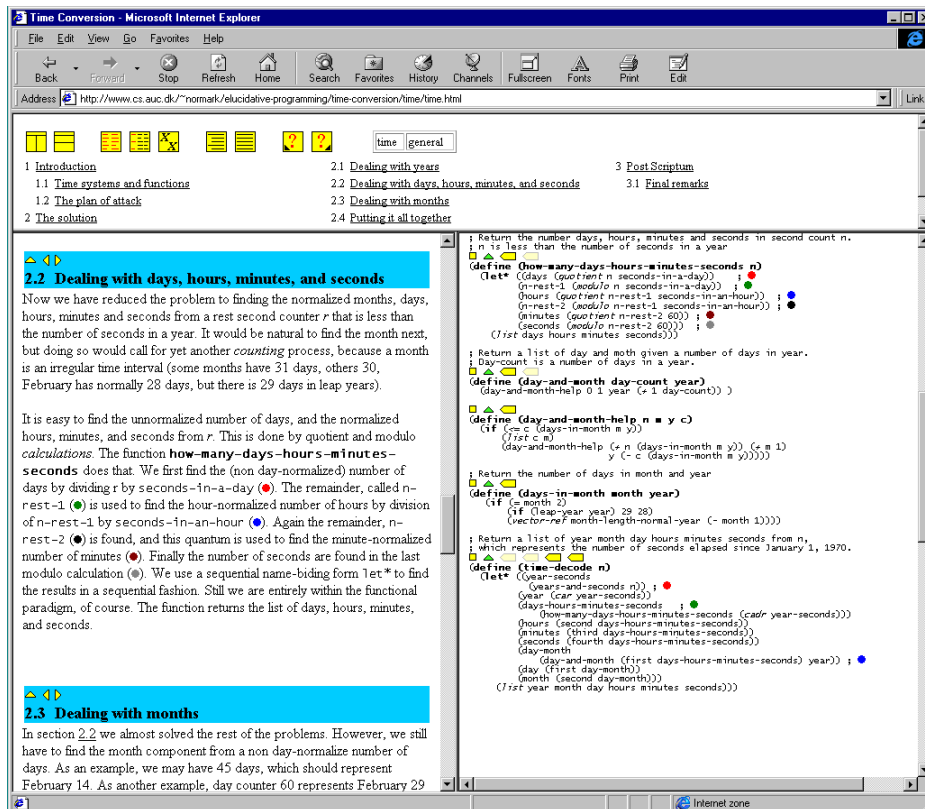 Time Conversion - Microsoft Internet Explorer
File Edit View Go Favorites Help
Back Forward Stop Refresh Home Search Favorites History Channels Fullscreen Fonts Print Edit
Address http://www.cs.auc.dk/~normark/elucidative-programming/time-conversion/time/time.html Link
time general
1 Introduction
1.1 Time systems and functions
1.2 The plan of attack
2 The solution
2.1 Dealing with years
2.2 Dealing with days, hours, minutes, and seconds
2.3 Dealing with months
2.4 Putting it all together
3 Post Scriptum
3.1 Final remarks
2.2 Dealing with days, hours, minutes, and seconds
Now we have reduced the problem to finding the normalized months, days,
hours, minutes and seconds from a rest second counter r that is less than
the number of seconds in a year. It would be natural to find the month next,
but doing so would call for yet another counting process, because a month
is an irregular time interval (some months have 31 days, others 30,
February has normally 28 days, but there is 29 days in leap years).
It is easy to find the unnormalized number of days, and the normalized
hours, minutes, and seconds from r. This is done by quotient and modulo
calculations. The function how-many-days-hours-minutes-
seconds does that. We first find the (non day-normalized) number of
days by dividing r by seconds-in-a-day (●). The remainder, called n-
rest-1 (●) is used to find the hour-normalized number of hours by division
of n-rest-1 by seconds-in-an-hour (●). Again the remainder, n-
rest-2 (●) is found, and this quantum is used to find the minute-normalized
number of minutes (●). Finally the number of seconds are found in the last
modulo calculation (●). We use a sequential name-biding form let* to find
the results in a sequential fashion. Still we are entirely within the functional
paradigm, of course. The function returns the list of days, hours, minutes,
and seconds.
2.3 Dealing with months
In section 2.2 we almost solved the rest of the problems. However, we still
have to find the month component from a non day-normalize number of
days. As an example, we may have 45 days, which should represent
February 14. As another example, day counter 60 represents February 29
; Return the number days, hours, minutes and seconds in second count n.
; n is less than the number of seconds in a year
(define (how-many-days-hours-minutes-seconds n)
(let* ((days (quotient n seconds-in-a-day)) ; ●
(n-rest-1 (modulo n seconds-in-a-day)) ; ●
(hours (quotient n-rest-1 seconds-in-an-hour)) ; ●
(n-rest-2 (modulo n-rest-1 seconds-in-an-hour)) ; ●
(minutes (quotient n-rest-2 60)) ; ●
(seconds (modulo n-rest-2 60))) ; ●
(list days hours minutes seconds)))
; Return a list of day and moth given a number of days in year.
; Day-count is a number of days in a year.
(define (day-and-month day-count year)
(day-and-month-help 0 1 year (+ 1 day-count)) )
(define (day-and-month-help n m y c)
(if (<= c (days-in-month m y))
(list c m)
(day-and-month-help (+ n (days-in-month m y)) (+ m 1)
y (- c (days-in-month m y)))))
; Return the number of days in month and year
(define (days-in-month month year)
(if (= month 2)
(if (leap-year year) 29 28)
(vector-ref month-length-normal-year (- month 1))))
; Return a list of year month day hours minutes seconds from n,
; which represents the number of seconds elapsed since January 1, 1970.
(define (time-decode n)
(let* ((year-seconds
(years-and-seconds n)) ; ●
(year (car year-seconds))
(days-hours-minutes-seconds ; ●
(how-many-days-hours-minutes-seconds (cadr year-seconds)))
(hours (second days-hours-minutes-seconds))
(minutes (third days-hours-minutes-seconds))
(seconds (fourth days-hours-minutes-seconds))
(day-month
(day-and-month (first days-hours-minutes-seconds) year)) ; ●
(day (first day-month))
(month (second day-month)))
(list year month day hours minutes seconds)))
Internet zone